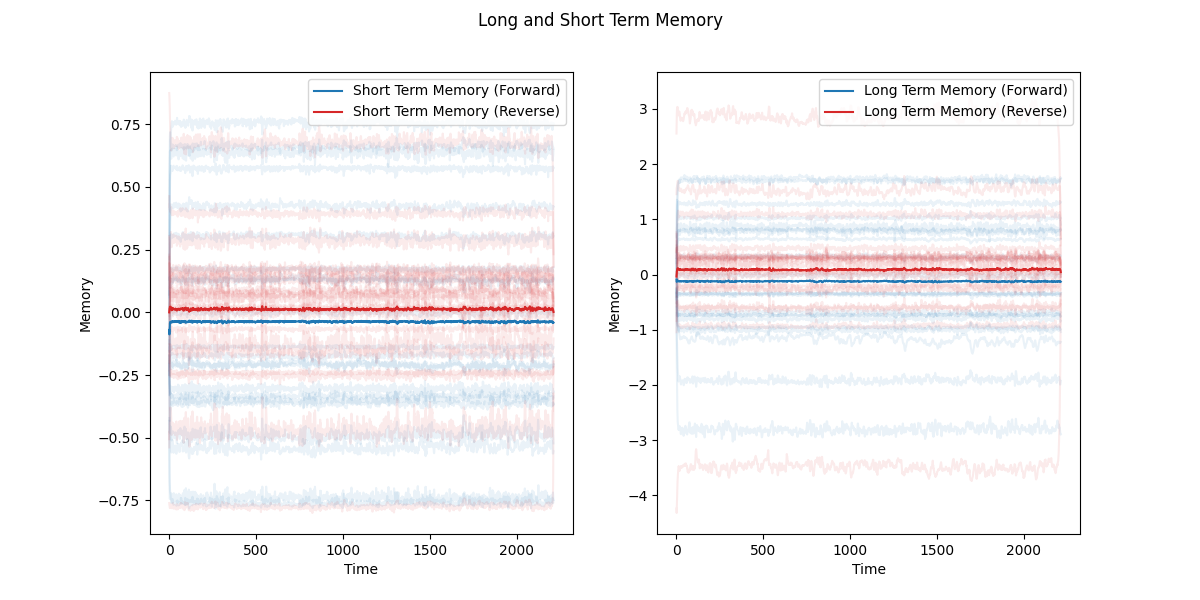 Long and Short Term Memory
Short Term Memory (Forward)
Short Term Memory (Reverse)
0.75
0.50
0.25
0.00
−0.25
−0.50
−0.75
Memory
0
500
1000
1500
2000
Time
Long Term Memory (Forward)
Long Term Memory (Reverse)
3
2
1
0
−1
−2
−3
−4
Memory
0
500
1000
1500
2000
Time